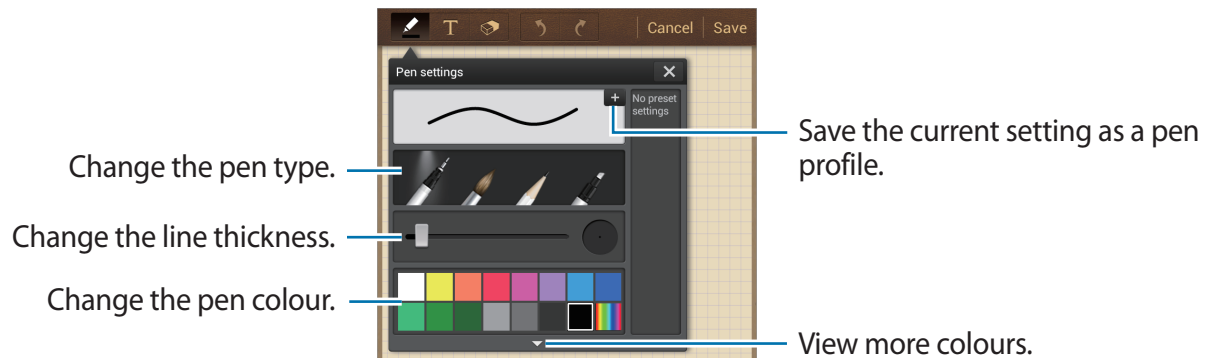 T
Cancel
Save
Pen settings
No preset
settings
Change the pen type.
Change the line thickness.
Change the pen colour.
Save the current setting as a pen
profile.
View more colours.